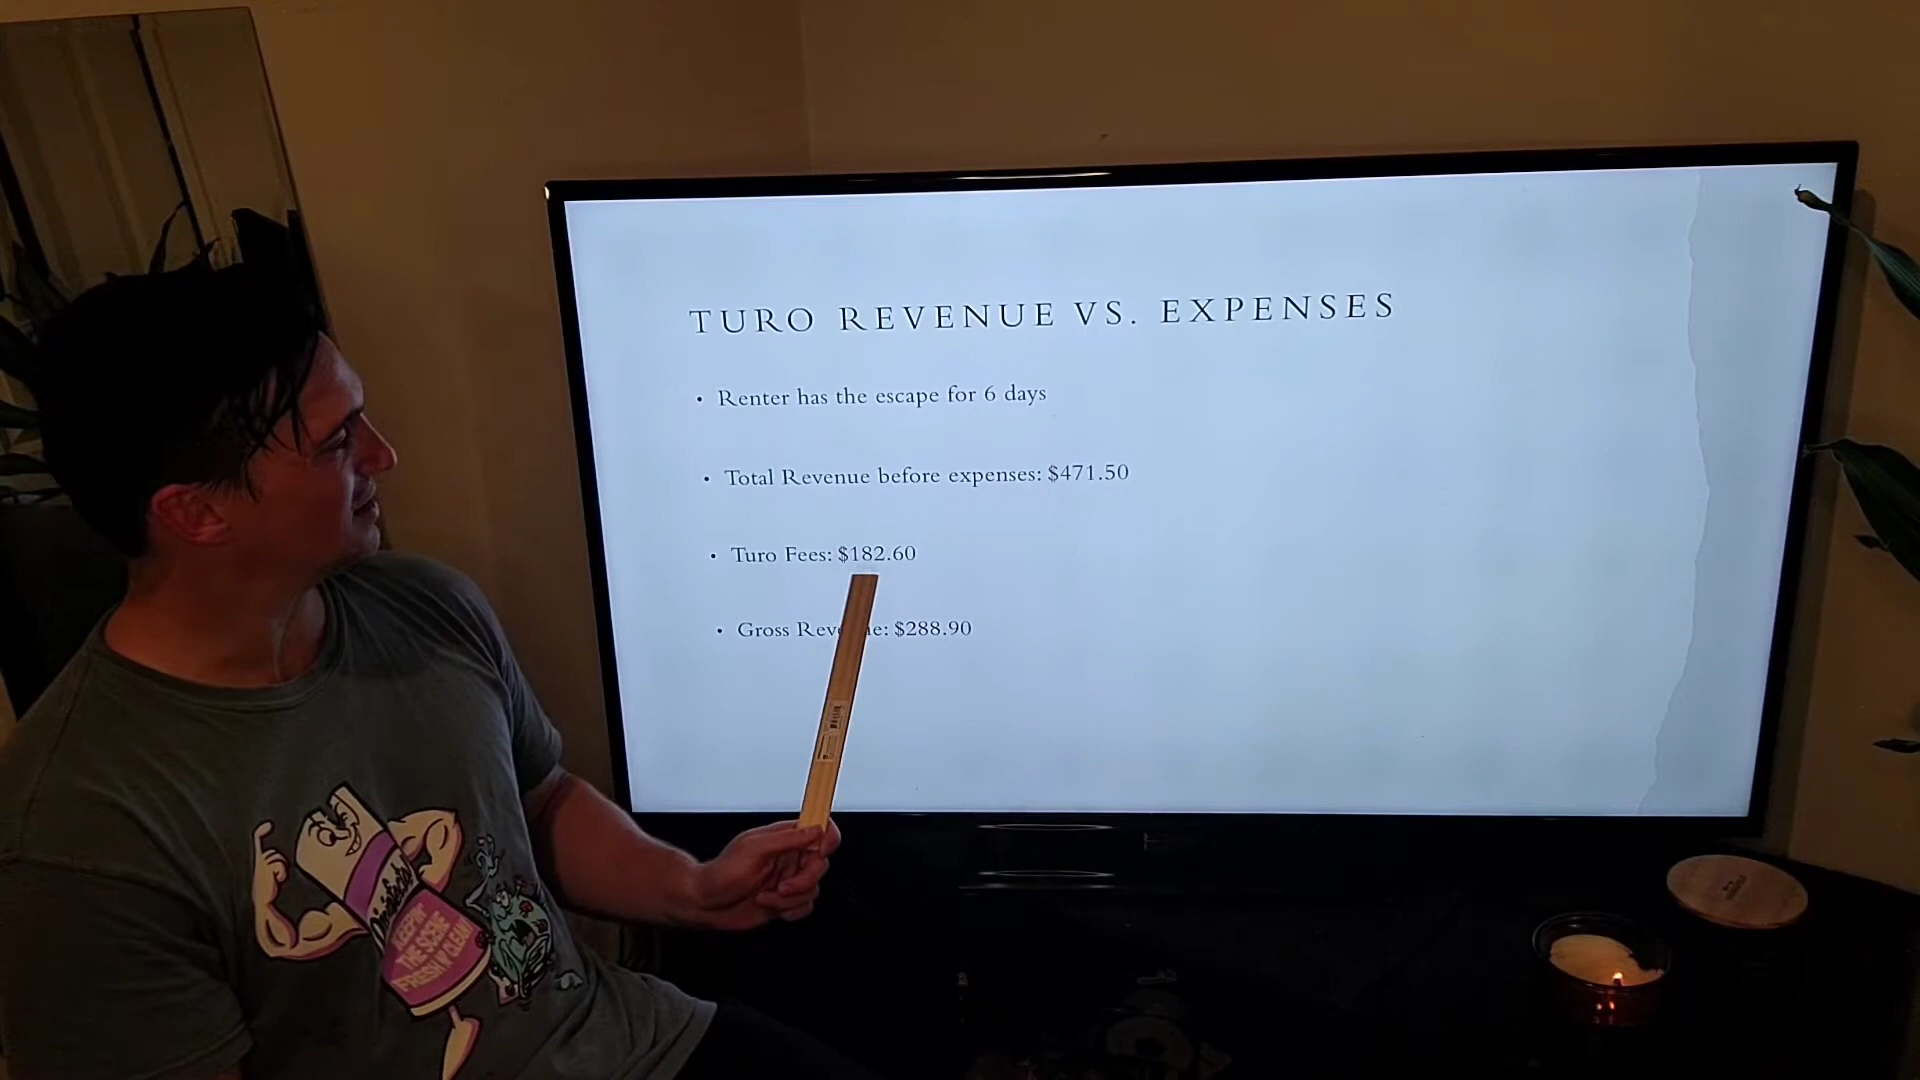 TURO REVENUE VS. EXPENSES
• Renter has the escape for 6 days
• Total Revenue before expenses: $471.50
• Turo Fees: $182.60
• Gross Rev e: $288.90
KEEPIN'
THE SCENE
FRESH N' CLEAN!